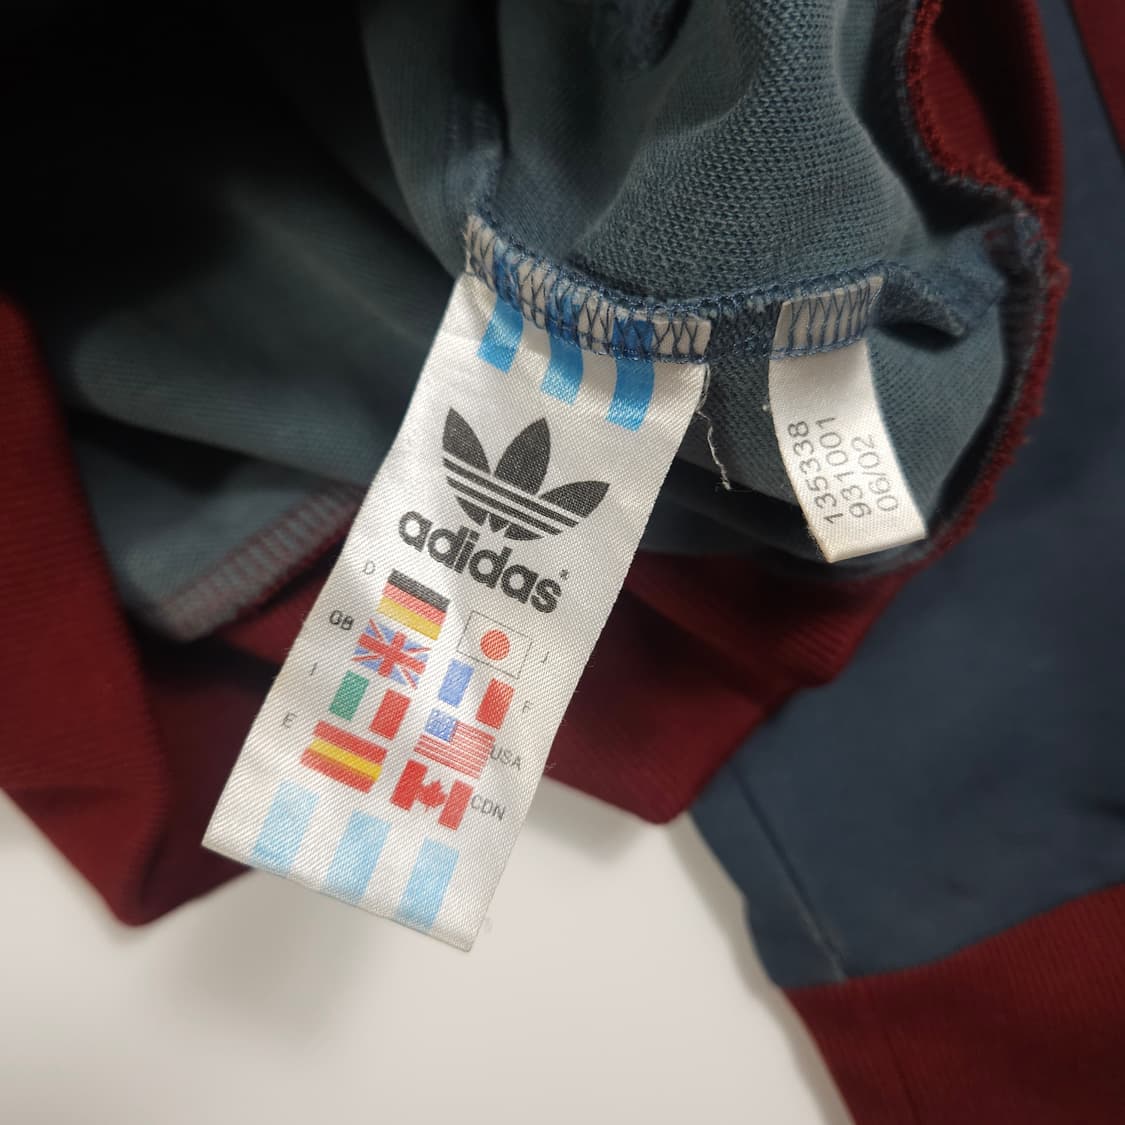 adidas
D
GB
J
I
F
E
USA
CDN
135338
931001
06/02